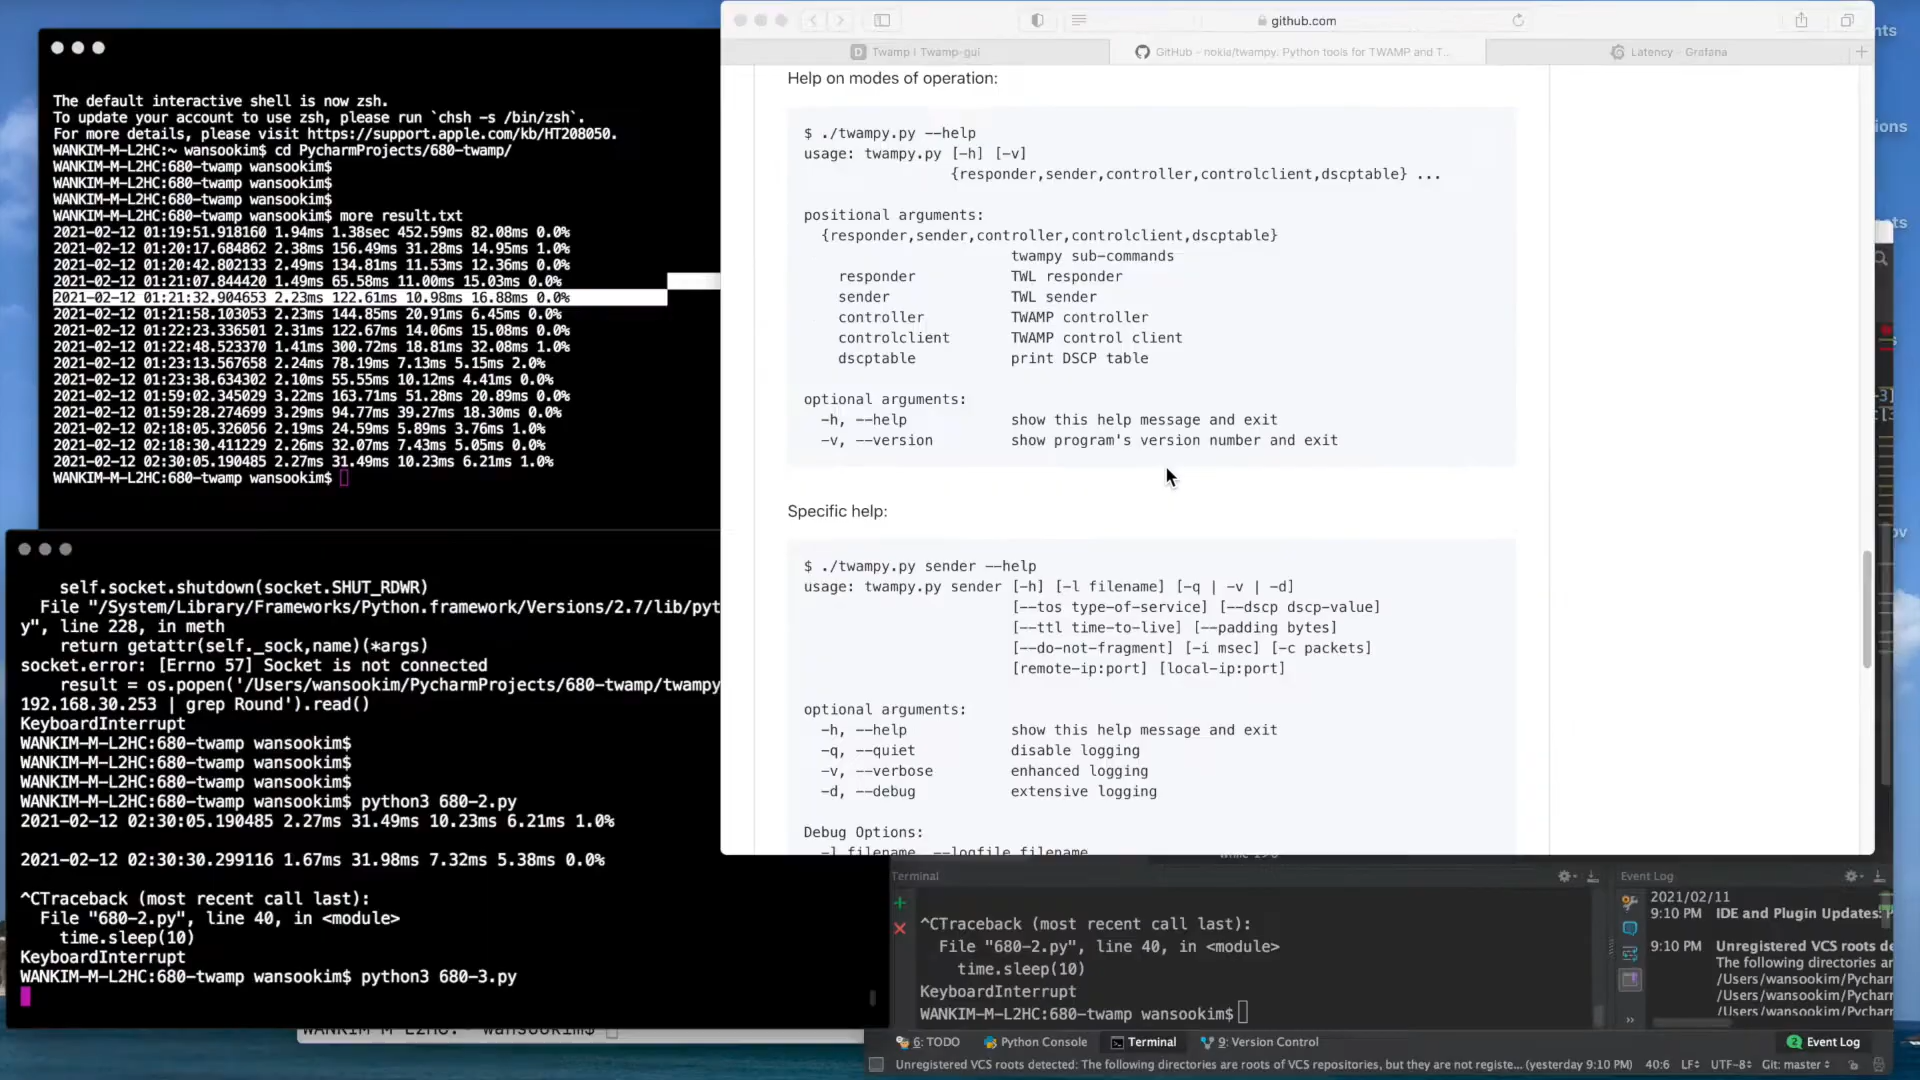 The default interactive shell is now zsh.
To update your account to use zsh, please run `chsh -s /bin/zsh`.
For more details, please visit https://support.apple.com/kb/HT208050.
WANKIM-M-L2HC:~ wansookim$ cd PycharmProjects/680-twamp/
WANKIM-M-L2HC:680-twamp wansookim$
WANKIM-M-L2HC:680-twamp wansookim$
WANKIM-M-L2HC:680-twamp wansookim$
WANKIM-M-L2HC:680-twamp wansookim$ more result.txt
2021-02-12 01:19:51.918160 1.94ms 1.38sec 452.59ms 82.08ms 0.0%
2021-02-12 01:20:17.684862 2.38ms 156.49ms 31.28ms 14.95ms 1.0%
2021-02-12 01:20:42.802133 2.49ms 134.81ms 11.53ms 12.36ms 1.0%
2021-02-12 01:21:07.844420 1.49ms 65.58ms 11.00ms 15.03ms 0.0%
2021-02-12 01:21:32.904653 2.23ms 122.61ms 10.98ms 16.88ms 0.0%
2021-02-12 01:21:58.103053 2.23ms 144.85ms 20.91ms 6.45ms 1.0%
2021-02-12 01:22:23.336501 2.31ms 122.67ms 14.06ms 15.08ms 0.0%
2021-02-12 01:22:48.523370 1.41ms 300.72ms 18.81ms 32.08ms 1.0%
2021-02-12 01:23:13.567658 2.24ms 78.19ms 7.13ms 5.15ms 2.0%
2021-02-12 01:23:38.634302 2.10ms 55.55ms 10.12ms 4.41ms 0.0%
2021-02-12 01:59:02.345029 3.22ms 163.71ms 51.28ms 20.89ms 0.0%
2021-02-12 01:59:28.274699 3.29ms 94.77ms 39.27ms 18.30ms 0.0%
2021-02-12 02:18:05.326056 2.19ms 24.59ms 5.89ms 3.76ms 1.0%
2021-02-12 02:18:30.411229 2.26ms 32.07ms 7.43ms 5.05ms 0.0%
2021-02-12 02:30:05.190485 2.27ms 31.49ms 10.23ms 6.21ms 1.0%
WANKIM-M-L2HC:680-twamp wansookim$
self.socket.shutdown(socket.SHUT_RDWR)
File "/System/Library/Frameworks/Python.framework/Versions/2.7/lib/pyt
y", line 228, in meth
return getattr(self._sock,name)(*args)
socket.error: [Errno 57] Socket is not connected
result = os.popen('/Users/wansookim/PycharmProjects/680-twamp/twampy
192.168.30.253 | grep Round').read()
KeyboardInterrupt
WANKIM-M-L2HC:680-twamp wansookim$
WANKIM-M-L2HC:680-twamp wansookim$
WANKIM-M-L2HC:680-twamp wansookim$
WANKIM-M-L2HC:680-twamp wansookim$ python3 680-2.py
2021-02-12 02:30:05.190485 2.27ms 31.49ms 10.23ms 6.21ms 1.0%
2021-02-12 02:30:30.299116 1.67ms 31.98ms 7.32ms 5.38ms 0.0%
^CTraceback (most recent call last):
File "680-2.py", line 40, in <module>
time.sleep(10)
KeyboardInterrupt
WANKIM-M-L2HC:680-twamp wansookim$ python3 680-3.py
github.com
Twamp | Twamp-gui
GitHub - nokia/twampy: Python tools for TWAMP and T...
Latency - Grafana
Help on modes of operation:
$ ./twampy.py --help
usage: twampy.py [-h] [-v]
{responder,sender,controller,controlclient,dscptable} ...
positional arguments:
{responder,sender,controller,controlclient,dscptable}
twampy sub-commands
responder TWL responder
sender TWL sender
controller TWAMP controller
controlclient TWAMP control client
dscptable print DSCP table
optional arguments:
-h, --help show this help message and exit
-v, --version show program's version number and exit
Specific help:
$ ./twampy.py sender --help
usage: twampy.py sender [-h] [-l filename] [-q | -v | -d]
[--tos type-of-service] [--dscp dscp-value]
[--ttl time-to-live] [--padding bytes]
[--do-not-fragment] [-i msec] [-c packets]
[remote-ip:port] [local-ip:port]
optional arguments:
-h, --help show this help message and exit
-q, --quiet disable logging
-v, --verbose enhanced logging
-d, --debug extensive logging
Debug Options:
-l filename, --logfile filename
Terminal
^CTraceback (most recent call last):
File "680-2.py", line 40, in <module>
time.sleep(10)
KeyboardInterrupt
WANKIM-M-L2HC:680-twamp wansookim$
Event Log
2021/02/11
9:10 PM IDE and Plugin Updates:
9:10 PM Unregistered VCS roots de
The following directories ar
/Users/wansookim/Pycharr
/Users/wansookim/Pycharr
6: TODO
Python Console
Terminal
9: Version Control
2 Event Log
Unregistered VCS roots detected: The following directories are roots of VCS repositories, but they are not registe... (yesterday 9:10 PM)
40:6 LF UTF-8 Git: master